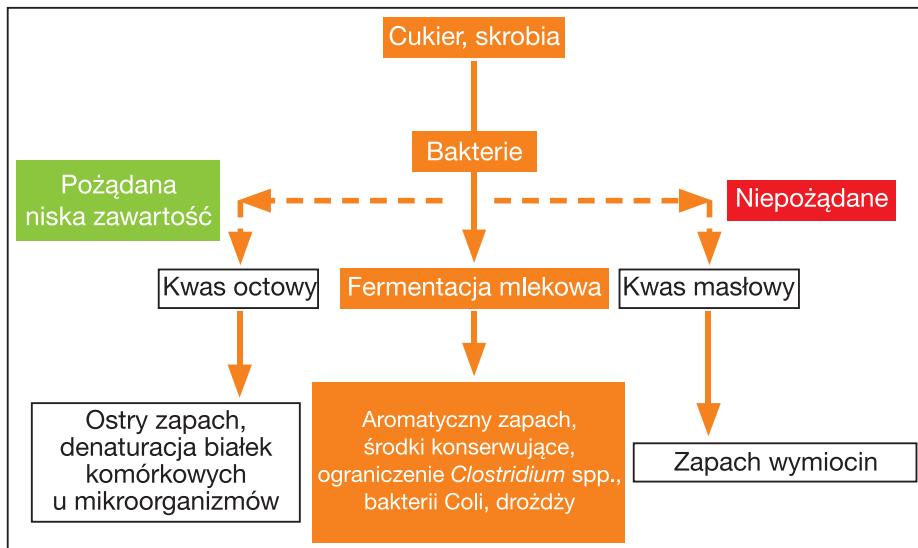 Cukier, skrobia
Bakterie
Pożądana
niska zawartość
Niepożądane
Kwas octowy
Fermentacja mlekowa
Kwas masłowy
Ostry zapach,
denaturacja białek
komórkowych
u mikroorganizmów
Aromatyczny zapach,
środki konserwujące,
ograniczenie Clostridium spp.,
bakterii Coli, drożdży
Zapach wymiocin